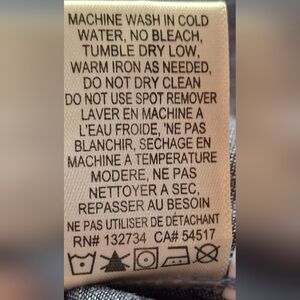 MACHINE WASH IN COLD
WATER, NO BLEACH,
TUMBLE DRY LOW,
WARM IRON AS NEEDED,
DO NOT DRY CLEAN
DO NOT USE SPOT REMOVER
LAVER EN MACHINE A
L'EAU FROIDE, 'NE PAS
BLANCHIR, SECHAGE EN
MACHINE A TEMPERATURE
MODERE, NE PAS
NETTOYER A SEC,
REPASSER AU BESOIN
NE PAS UTILISER DE DÉTACHANT
RN# 132734 CA# 54517